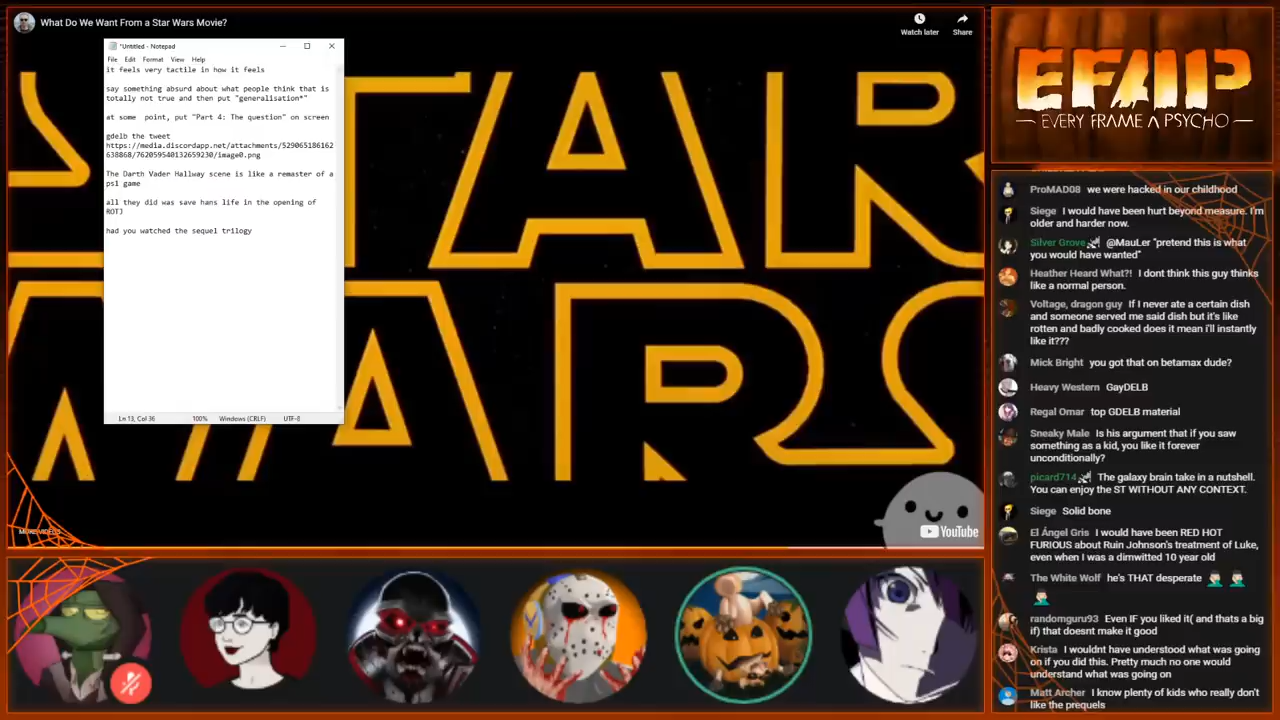 What Do We Want From a Star Wars Movie?
Watch later
Share
*Untitled - Notepad
File Edit Format View Help
it feels very tactile in how it feels
say something absurd about what people think that is
totally not true and then put "generalisation*"
at some point, put "Part 4: The question" on screen
gdelb the tweet
https://media.discordapp.net/attachments/529065186162
638868/762059540132659230/image0.png
The Darth Vader Hallway scene is like a remaster of a
ps1 game
all they did was save hans life in the opening of
ROTJ
had you watched the sequel trilogy
Ln 13, Col 36 100% Windows (CRLF) UTF-8
STAR
WARS
YouTube
EFAP
EVERY FRAME A PSYCHO
ProMAD08 we were hacked in our childhood
Siege I would have been hurt beyond measure. I'm
older and harder now.
Silver Grove @MauLer "pretend this is what
you would have wanted"
Heather Heard What?! I dont think this guy thinks
like a normal person.
Voltage, dragon guy If I never ate a certain dish
and someone served me said dish but it's like
rotten and badly cooked does it mean i'll instantly
like it???
Mick Bright you got that on betamax dude?
Heavy Western GayDELB
Regal Omar top GDELB material
Sneaky Male Is his argument that if you saw
something as a kid, you like it forever
unconditionally?
picard714 The galaxy brain take in a nutshell.
You can enjoy the ST WITHOUT ANY CONTEXT.
Siege Solid bone
El Ángel Gris I would have been RED HOT
FURIOUS about Ruin Johnson's treatment of Luke,
even when I was a dimwitted 10 year old
The White Wolf he's THAT desperate
randomguru93 Even IF you liked it( and thats a big
if) that doesnt make it good
Krista I wouldnt have understood what was going
on if you did this. Pretty much no one would
understand what was going on
Matt Archer I know plenty of kids who really don't
like the prequels